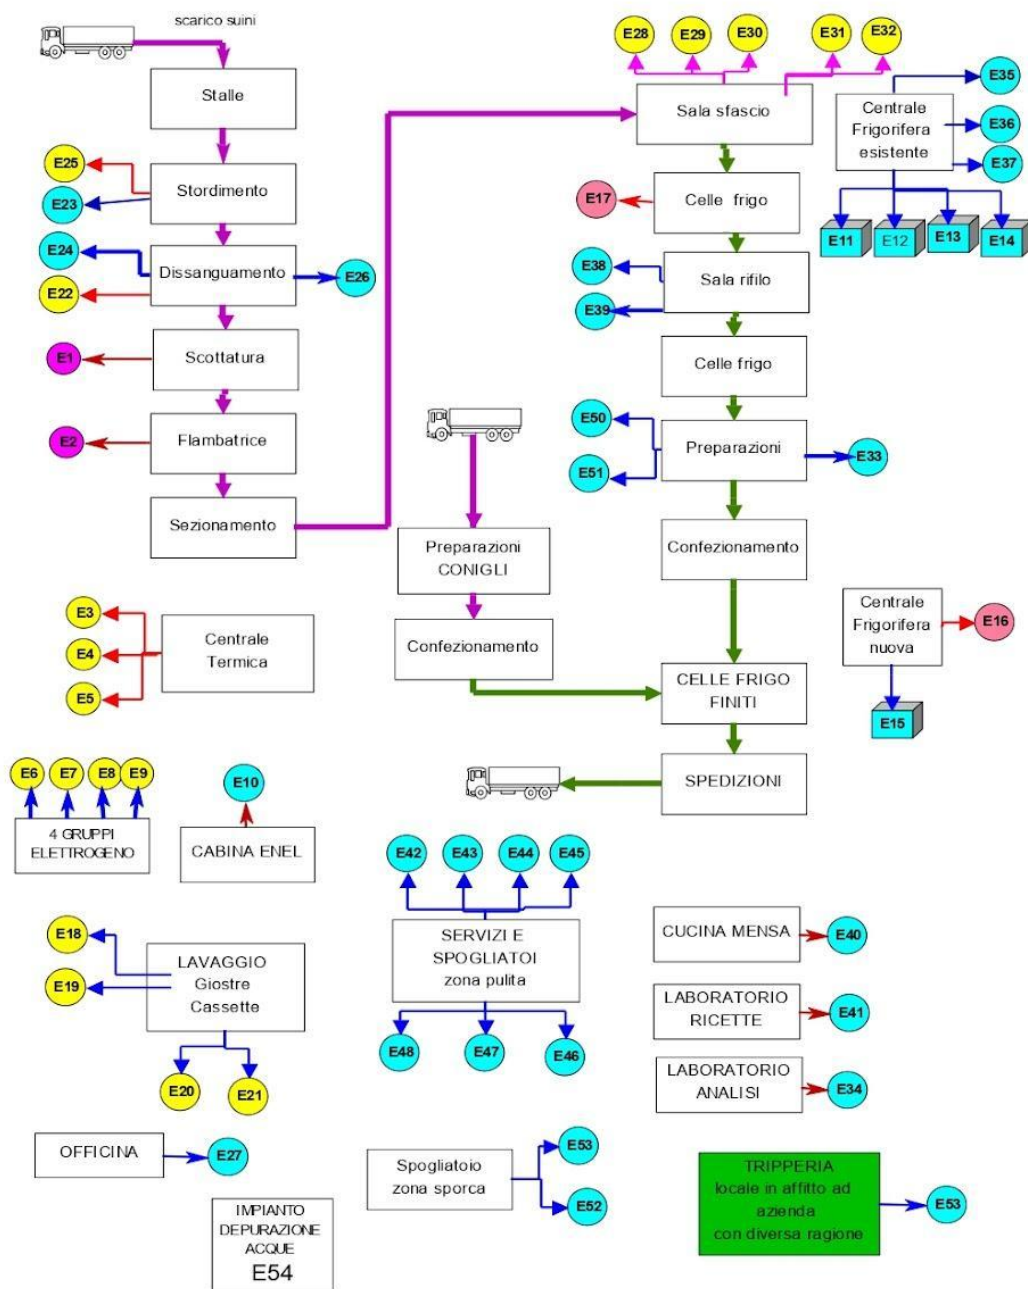 scarico suini
Stalle
E25
Stordimento
E23
E24
Dissanguamento
E26
E22
E1
Scottatura
E2
Flambatrice
Sezionamento
E28
E29
E30
E31
E32
Sala sfascio
E35
Centrale
Frigorifera
esistente
E36
E37
E11
E12
E13
E14
E17
Celle frigo
E38
Sala rifilo
E39
Celle frigo
E50
Preparazioni
E33
E51
Confezionamento
Preparazioni
CONIGLI
Confezionamento
CELLE FRIGO
FINITI
SPEDIZIONI
Centrale
Frigorifera
nuova
E16
E15
E3
E4
E5
Centrale
Termica
E6
E7
E8
E9
4 GRUPPI
ELETTROGENO
E10
CABINA ENEL
E18
E19
LAVAGGIO
Giostre
Cassette
E20
E21
E42
E43
E44
E45
SERVIZI E
SPOGLIATOI
zona pulita
E48
E47
E46
CUCINA MENSA
E40
LABORATORIO
RICETTE
E41
LABORATORIO
ANALISI
E34
OFFICINA
E27
Spogliatoio
zona sporca
E53
E52
TRIPPERIA
locale in affitto ad
azienda
con diversa ragione
E53
IMPIANTO
DEPURAZIONE
ACQUE
E54